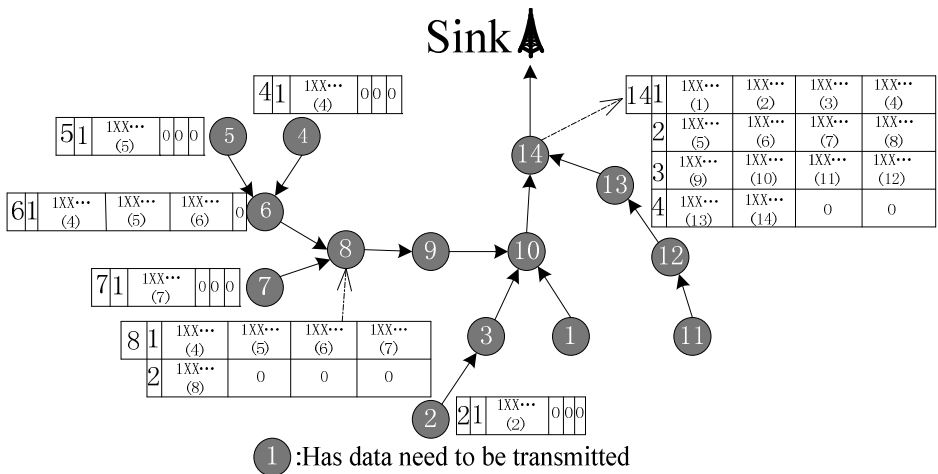 Sink
4 1 1XX··· (4) 0 0 0
14 1 1XX··· (1) 1XX··· (2) 1XX··· (3) 1XX··· (4)
2 1XX··· (5) 1XX··· (6) 1XX··· (7) 1XX··· (8)
3 1XX··· (9) 1XX··· (10) 1XX··· (11) 1XX··· (12)
4 1XX··· (13) 1XX··· (14) 0 0
5 1 1XX··· (5) 0 0 0
5
4
14
13
6 1 1XX··· (4) 1XX··· (5) 1XX··· (6) 0
6
8
9
10
12
7 1 1XX··· (7) 0 0 0
7
8 1 1XX··· (4) 1XX··· (5) 1XX··· (6) 1XX··· (7)
2 1XX··· (8) 0 0 0
3
1
11
2
2 1 1XX··· (2) 0 0 0
1 :Has data need to be transmitted